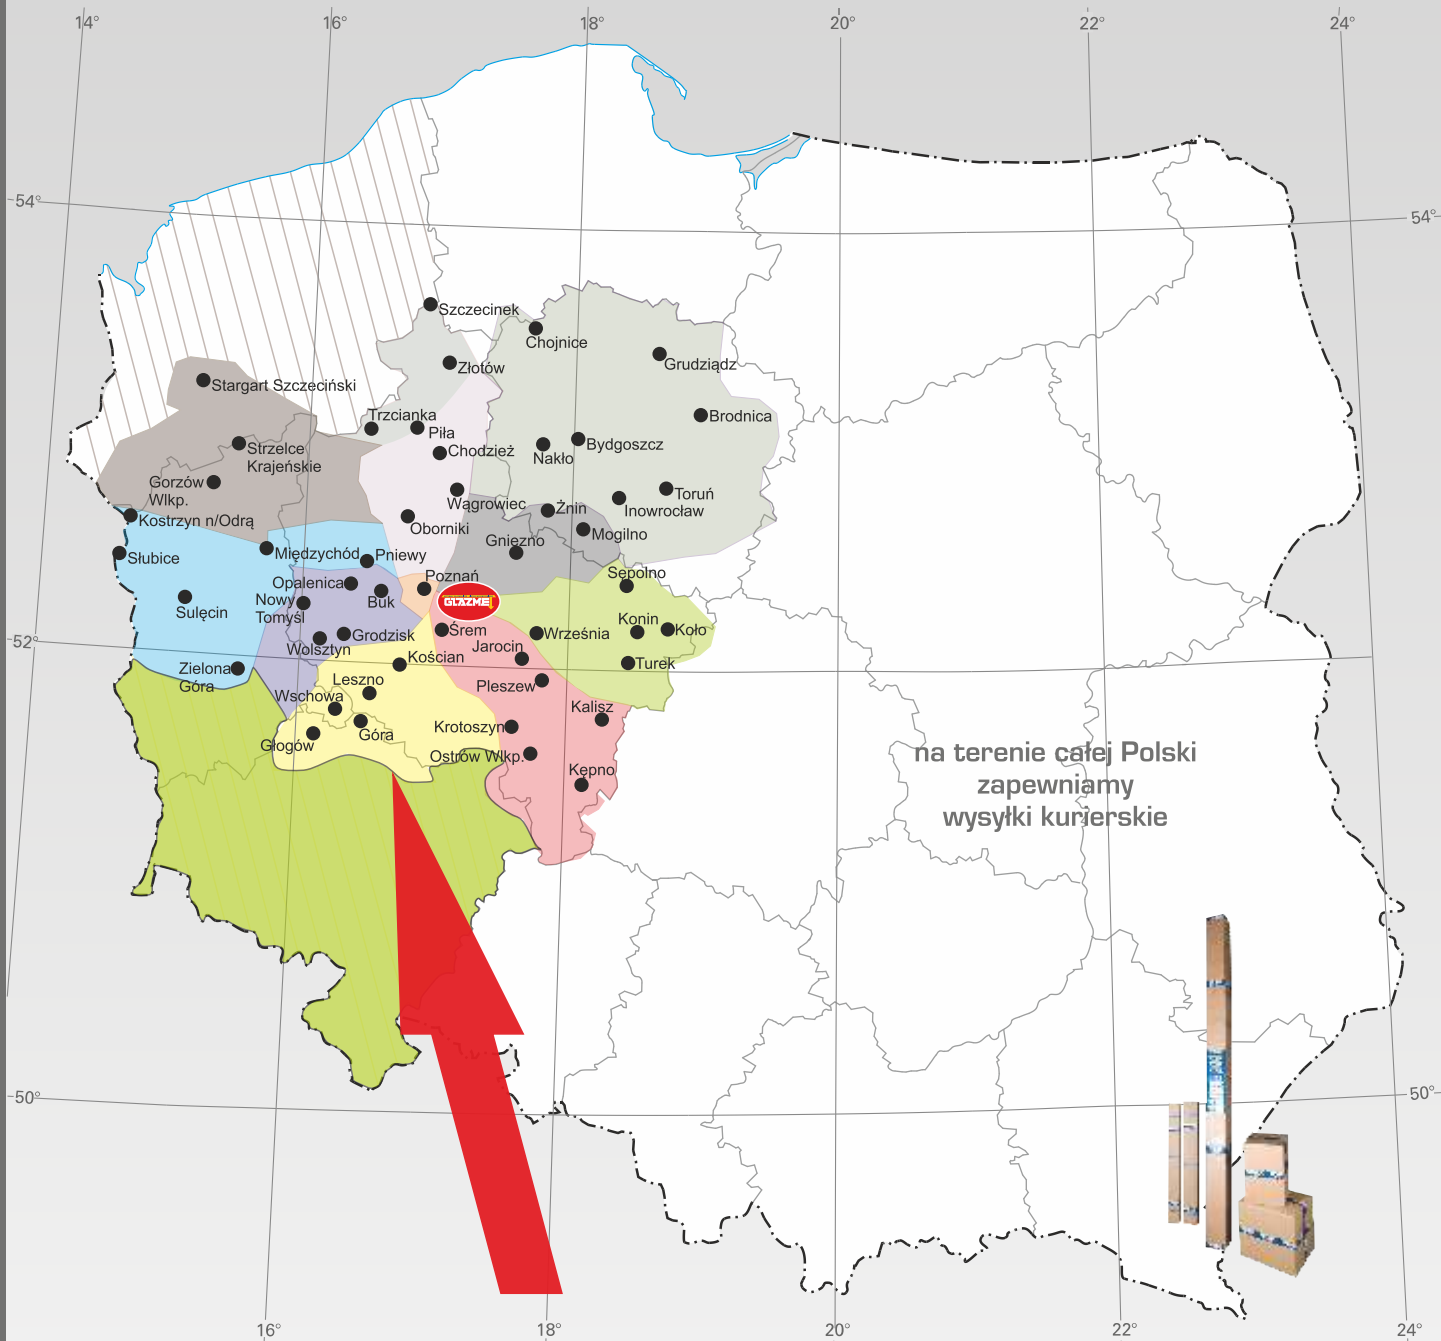 14°
16°
18°
20°
22°
24°
54°
54°
Szczecinek
Chojnice
Złotów
Grudziądz
Stargart Szczeciński
Trzcianka
Piła
Brodnica
Strzelce
Krajeńskie
Chodzież
Nakło
Bydgoszcz
Gorzów
Wlkp.
Wągrowiec
Żnin
Toruń
Inowrocław
Kostrzyn n/Odrą
Oborniki
Mogilno
Gniezno
Słubice
Międzychód
Pniewy
Sępolno
Opalenica
Poznań
Buk
GLAZMET
Nowy
Tomyśl
Sulęcin
Konin
Koło
Śrem
Września
Grodzisk
Wolsztyn
52°
Jarocin
Kościan
Turek
Zielona
Góra
Leszno
Pleszew
Wschowa
Kalisz
Krotoszyn
Góra
Głogów
Ostrów Wlkp.
Kępno
na terenie całej Polski
zapewniamy
wysyłki kurierskie
50°
50°
16°
18°
20°
22°
24°